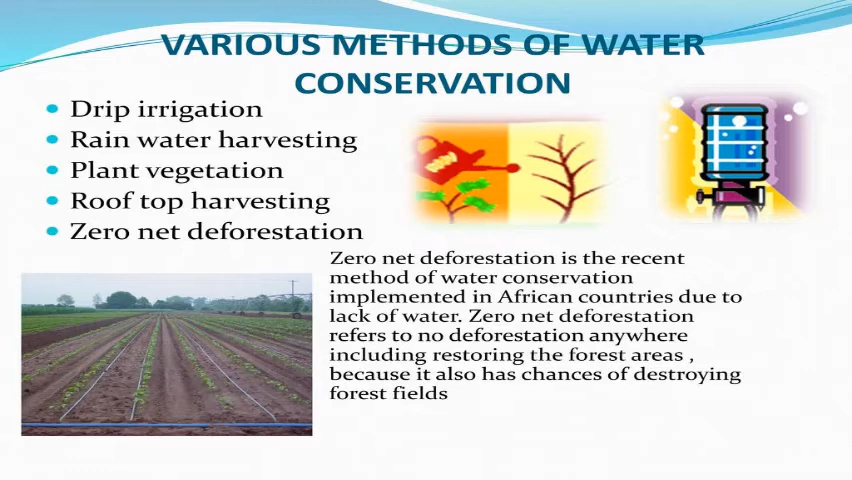 VARIOUS METHODS OF WATER
CONSERVATION
• Drip irrigation
• Rain water harvesting
• Plant vegetation
• Roof top harvesting
• Zero net deforestation
Zero net deforestation is the recent
method of water conservation
implemented in African countries due to
lack of water. Zero net deforestation
refers to no deforestation anywhere
including restoring the forest areas ,
because it also has chances of destroying
forest fields